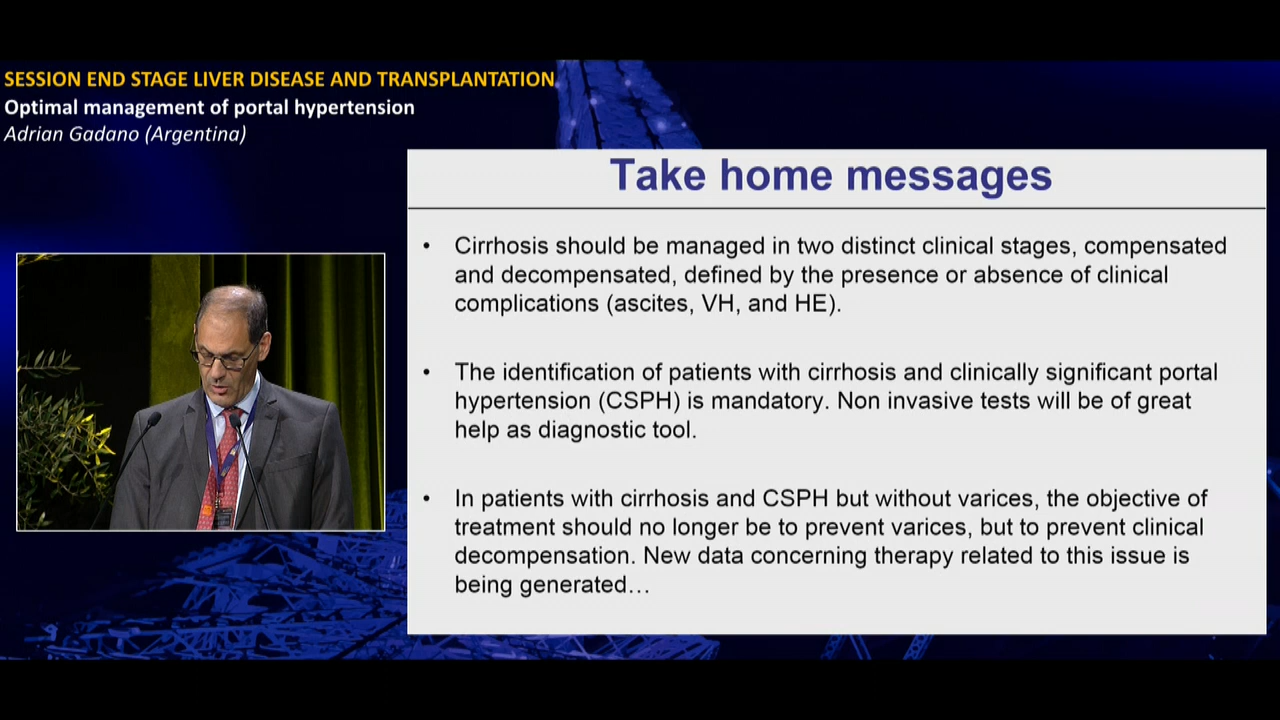 SESSION END STAGE LIVER DISEASE AND TRANSPLANTATION
Optimal management of portal hypertension
Adrian Gadano (Argentina)
Take home messages
• Cirrhosis should be managed in two distinct clinical stages, compensated
and decompensated, defined by the presence or absence of clinical
complications (ascites, VH, and HE).
• The identification of patients with cirrhosis and clinically significant portal
hypertension (CSPH) is mandatory. Non invasive tests will be of great
help as diagnostic tool.
• In patients with cirrhosis and CSPH but without varices, the objective of
treatment should no longer be to prevent varices, but to prevent clinical
decompensation. New data concerning therapy related to this issue is
being generated…